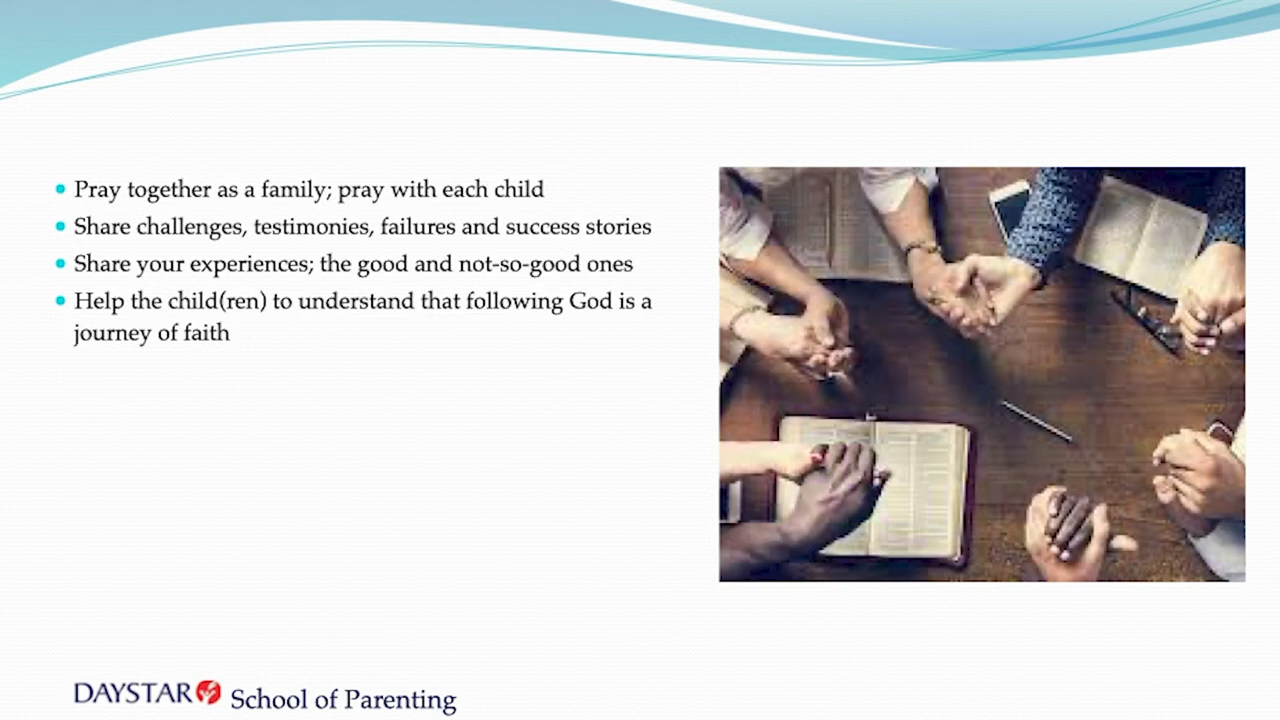 Pray together as a family; pray with each child
Share challenges, testimonies, failures and success stories
Share your experiences; the good and not-so-good ones
Help the child(ren) to understand that following God is a
journey of faith
DAYSTAR School of Parenting